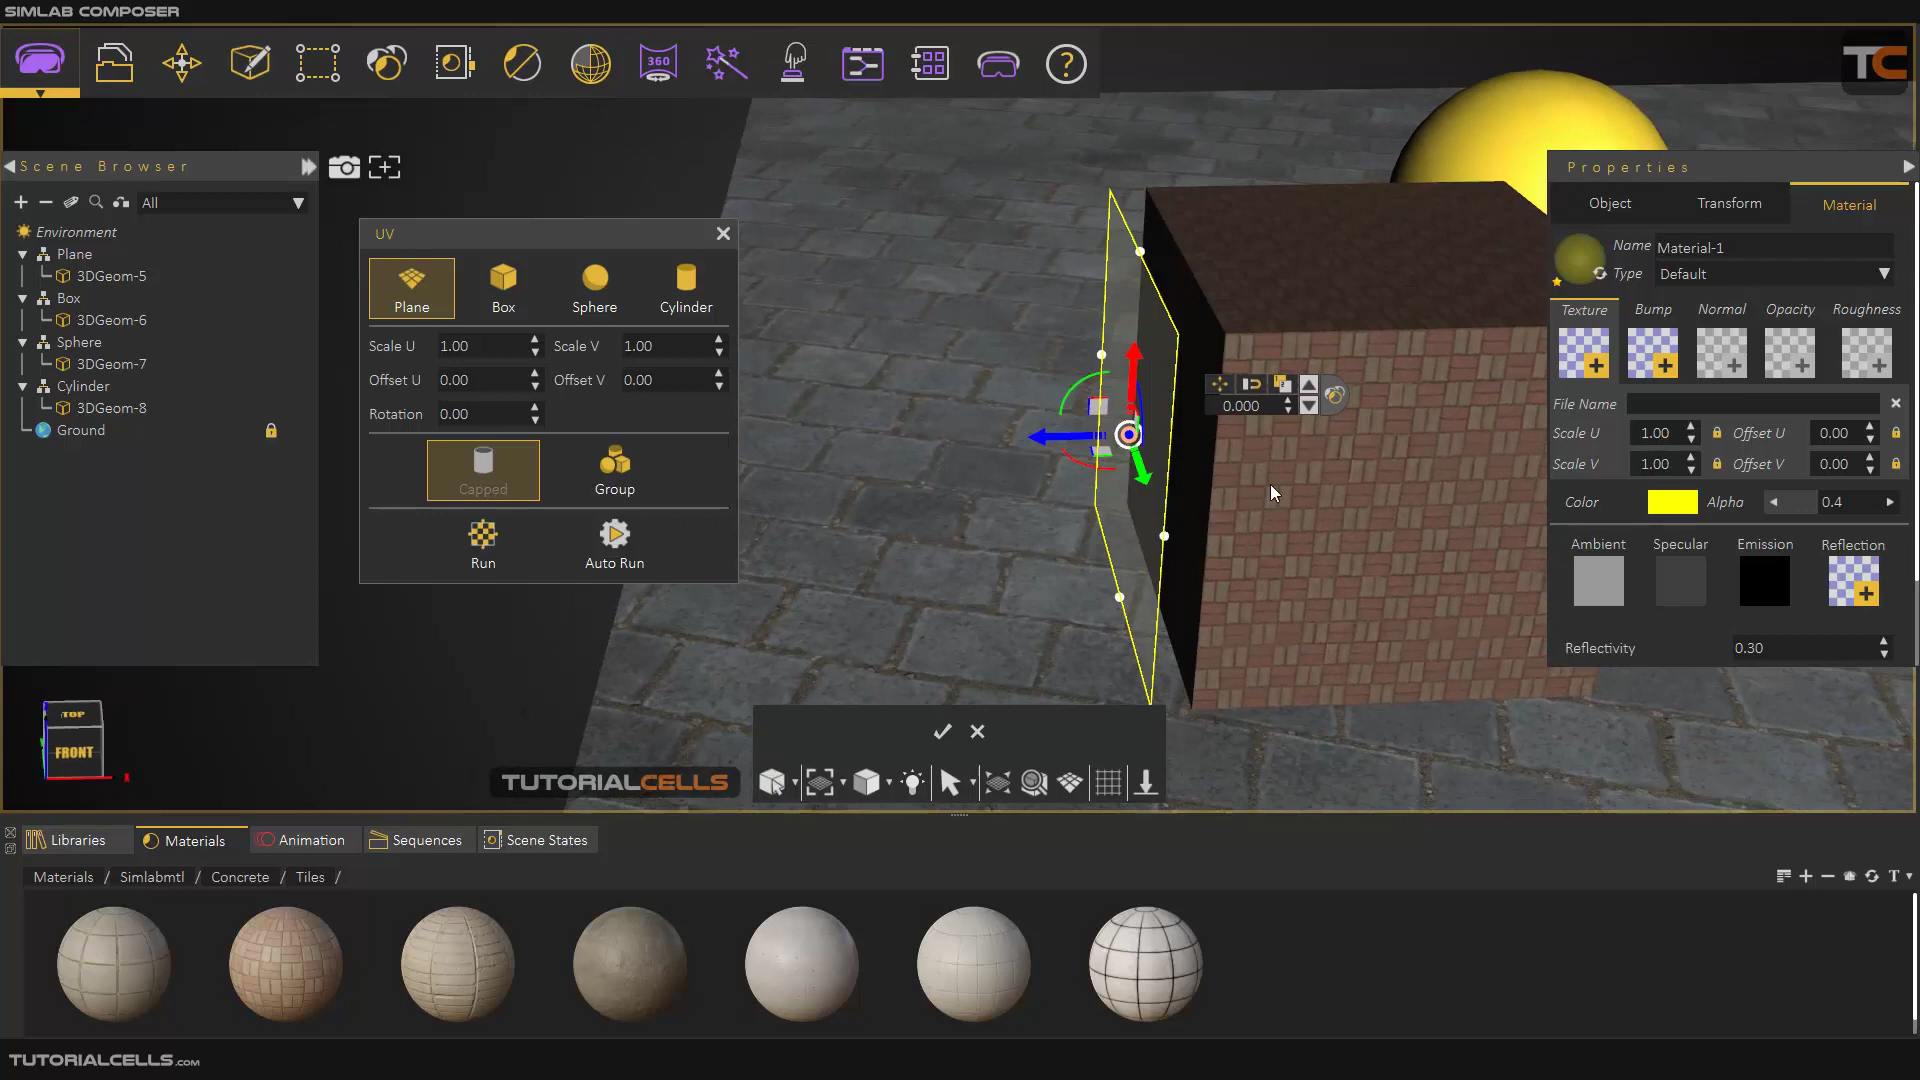 SIMLAB COMPOSER
360
?
TC
Scene Browser
All
Environment
Plane
3DGeom-5
Box
3DGeom-6
Sphere
3DGeom-7
Cylinder
3DGeom-8
Ground
UV
Plane Box Sphere Cylinder
Scale U 1.00 Scale V 1.00
Offset U 0.00 Offset V 0.00
Rotation 0.00
Capped Group
Run Auto Run
0.000
Properties
Object Transform Material
Name Material-1
Type Default
Texture Bump Normal Opacity Roughness
File Name
Scale U 1.00 Offset U 0.00
Scale V 1.00 Offset V 0.00
Color Alpha 0.4
Ambient Specular Emission Reflection
Reflectivity 0.30
TOP
FRONT
TUTORIALCELLS
Libraries Materials Animation Sequences Scene States
Materials / Simlabmtl / Concrete / Tiles /
T
TUTORIALCELLS.com